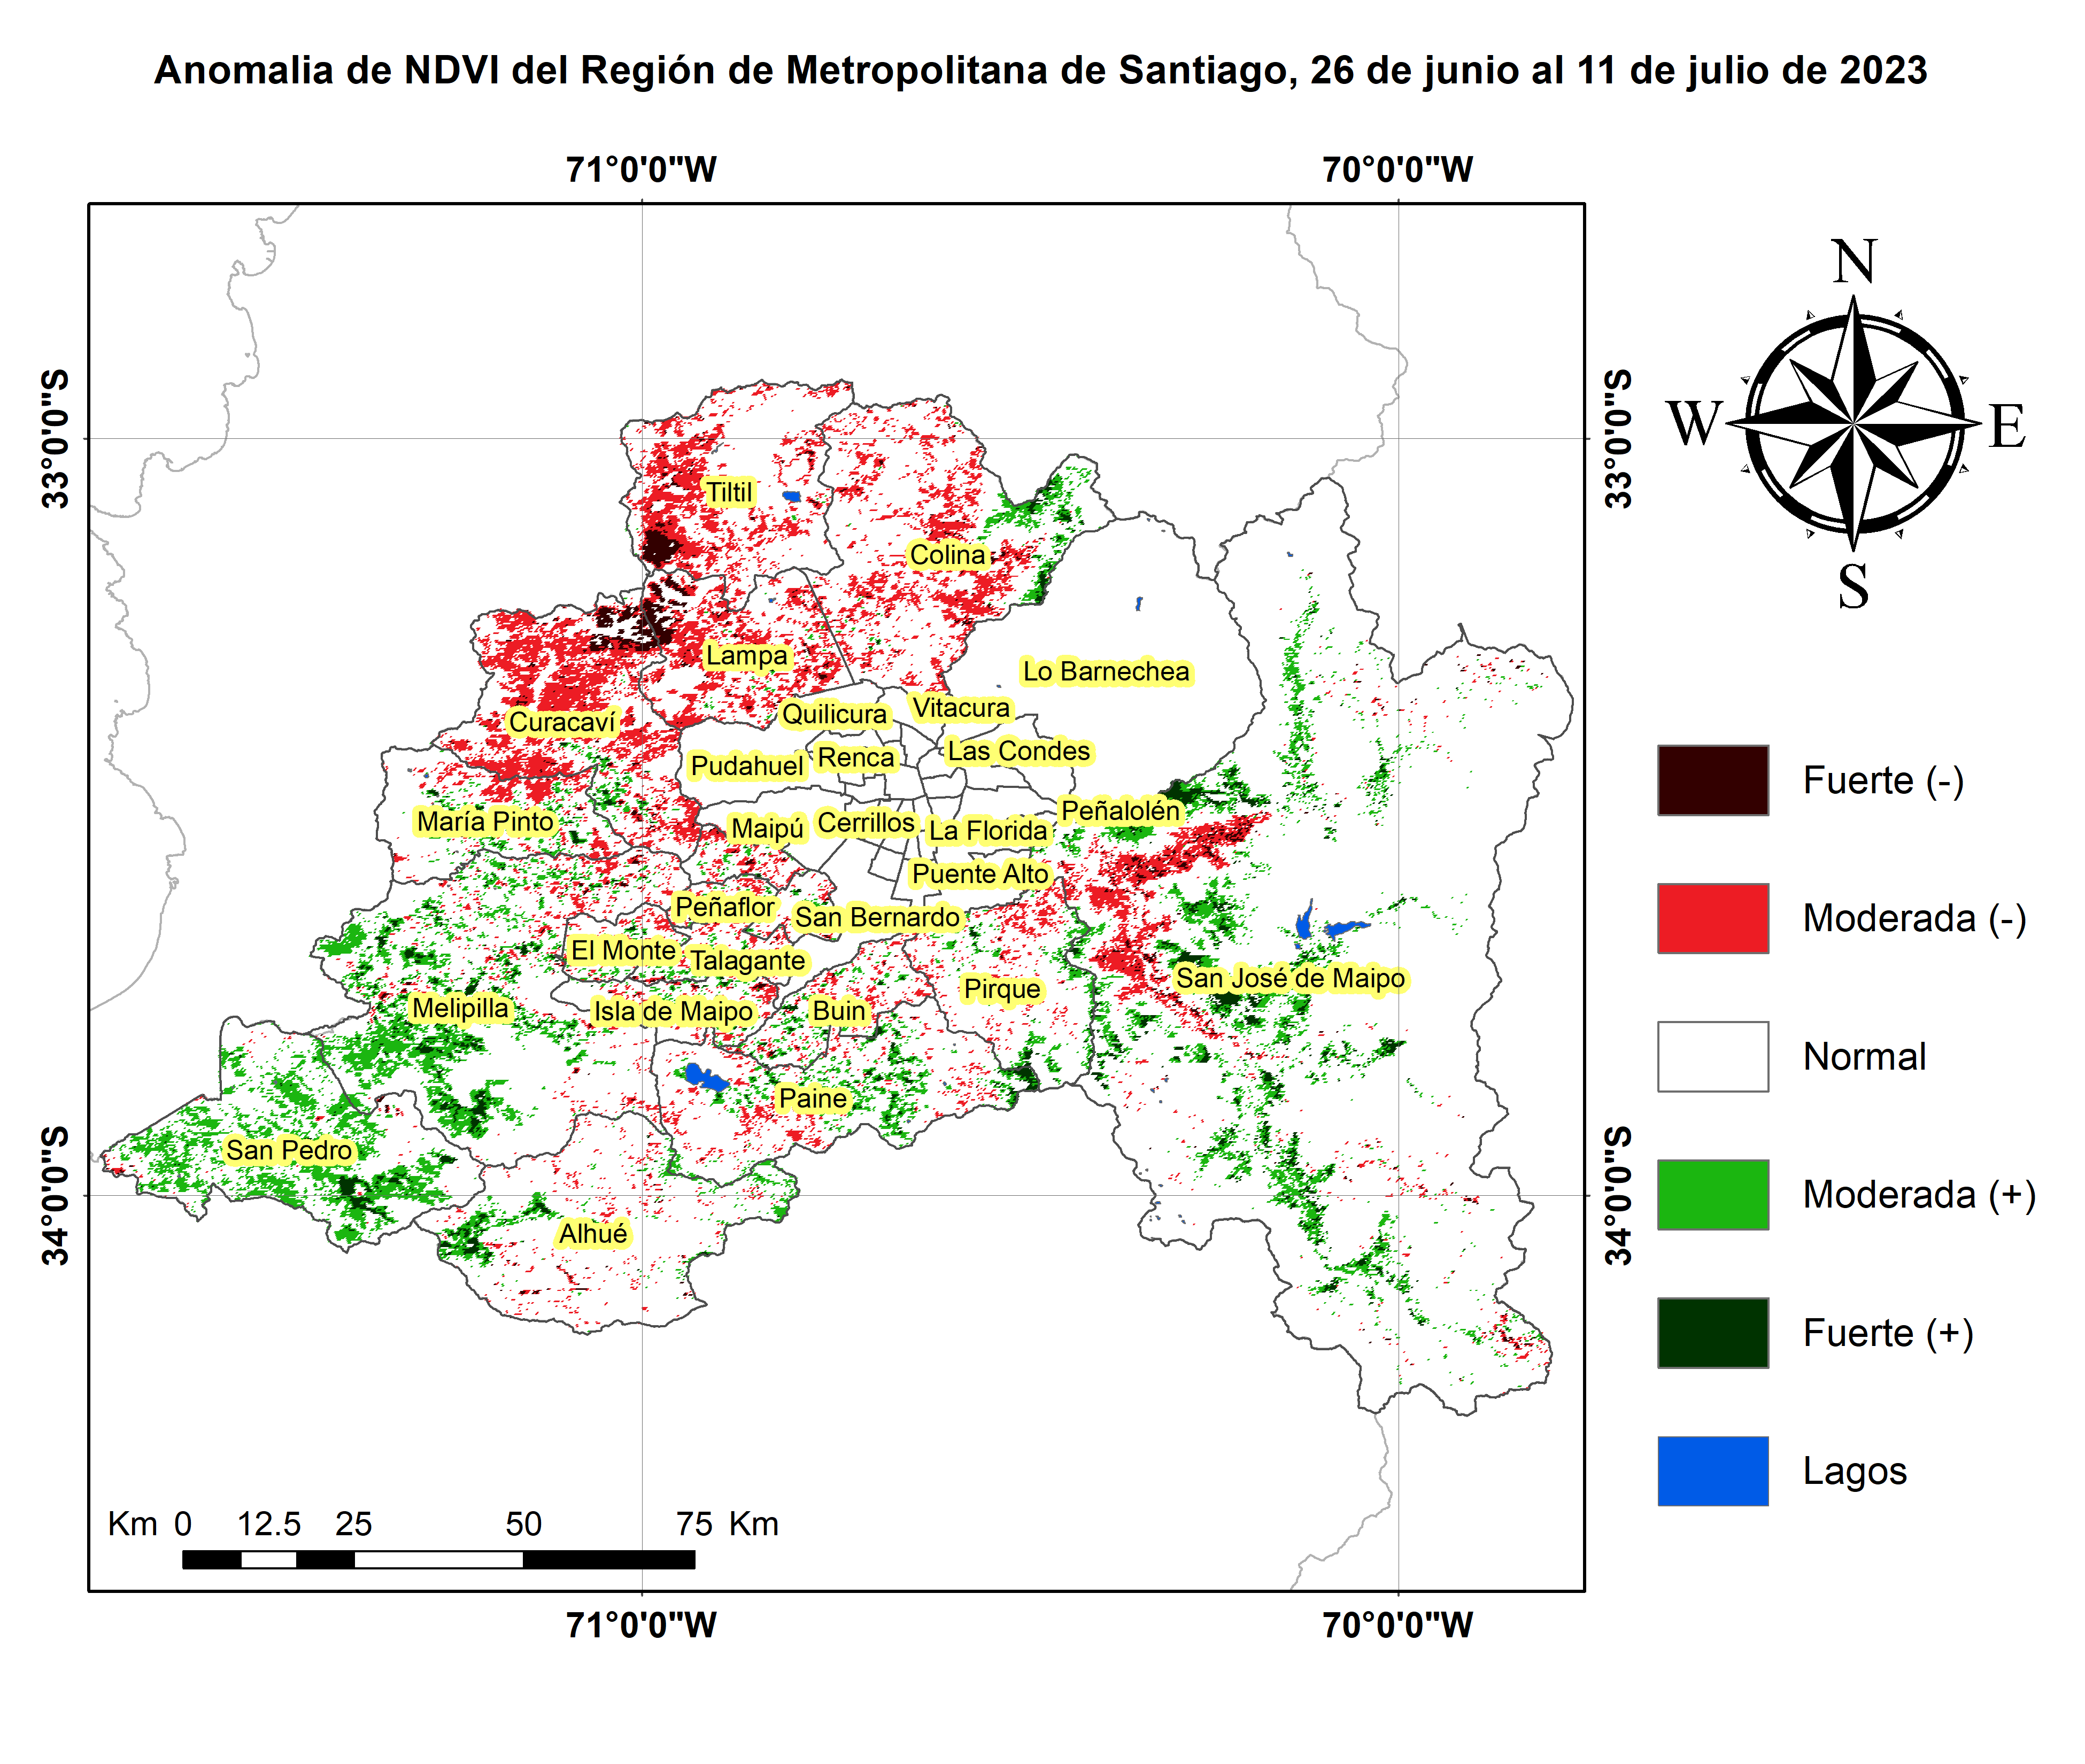 Anomalia de NDVI del Región de Metropolitana de Santiago, 26 de junio al 11 de julio de 2023
71°0'0"W
70°0'0"W
N
W
E
S
33°0'0"S
33°0'0"S
Tiltil
Colina
Lampa
Lo Barnechea
Curacaví
Quilicura
Vitacura
Pudahuel
Renca
Las Condes
María Pinto
Maipú
Cerrillos
La Florida
Peñalolén
Puente Alto
Peñaflor
San Bernardo
El Monte
Talagante
Melipilla
Isla de Maipo
Buin
Pirque
San José de Maipo
Paine
San Pedro
Alhué
34°0'0"S
34°0'0"S
Fuerte (-)
Moderada (-)
Normal
Moderada (+)
Fuerte (+)
Lagos
Km 0 12.5 25 50 75 Km
71°0'0"W
70°0'0"W